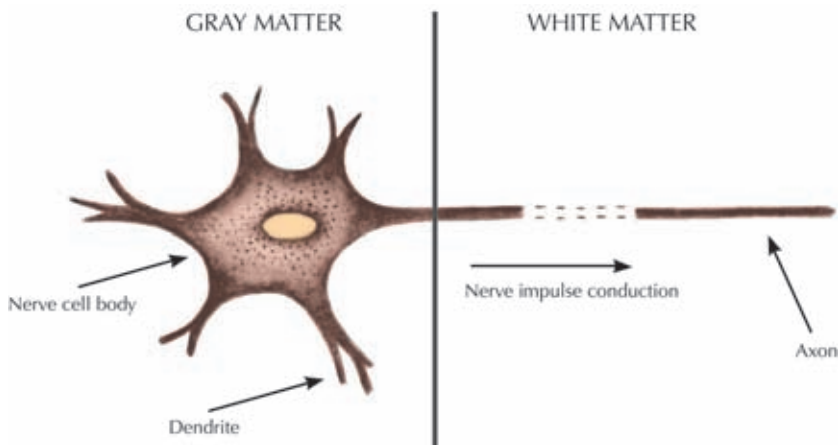 GRAY MATTER
WHITE MATTER
Nerve cell body
Nerve impulse conduction
Axon
Dendrite